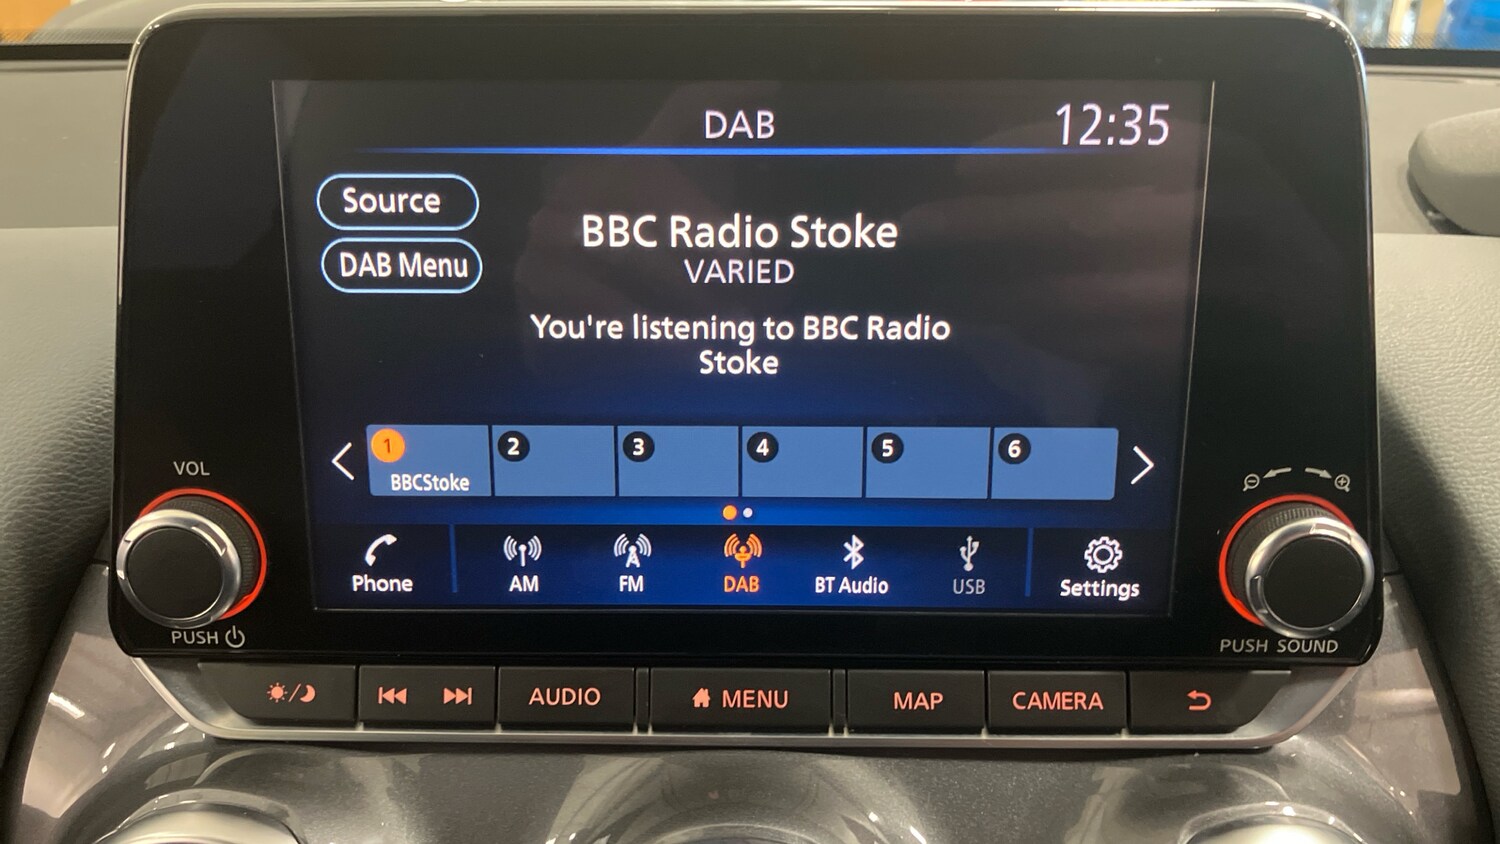 DAB
12:35
Source
DAB Menu
BBC Radio Stoke
VARIED
You're listening to BBC Radio
Stoke
1 2 3 4 5 6
BBCStoke
VOL
PUSH
Phone AM FM DAB BT Audio USB Settings
PUSH SOUND
AUDIO MENU MAP CAMERA